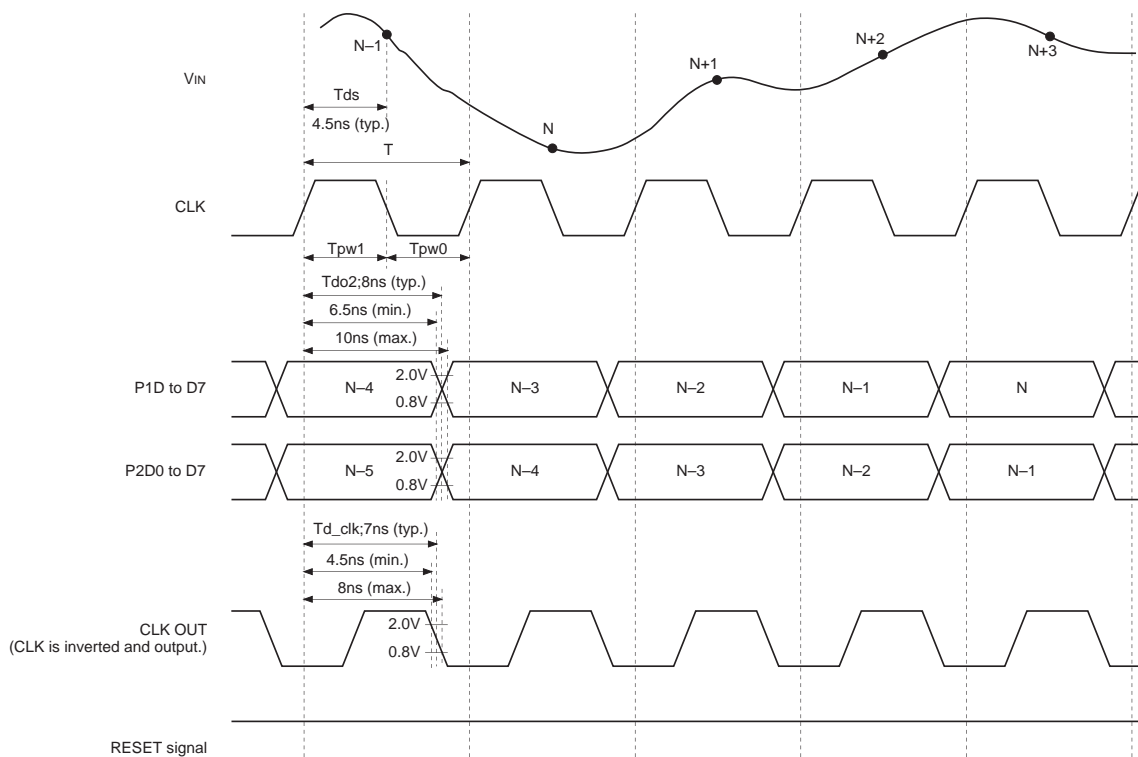 N–1
N+2
N+3
N+1
VIN
Tds
4.5ns (typ.)
N
T
CLK
Tpw1
Tpw0
Tdo2;8ns (typ.)
6.5ns (min.)
10ns (max.)
P1D to D7
2.0V
0.8V
N–4
N–3
N–2
N–1
N
P2D0 to D7
2.0V
0.8V
N–5
N–4
N–3
N–2
N–1
Td_clk;7ns (typ.)
4.5ns (min.)
8ns (max.)
CLK OUT
(CLK is inverted and output.)
2.0V
0.8V
RESET signal